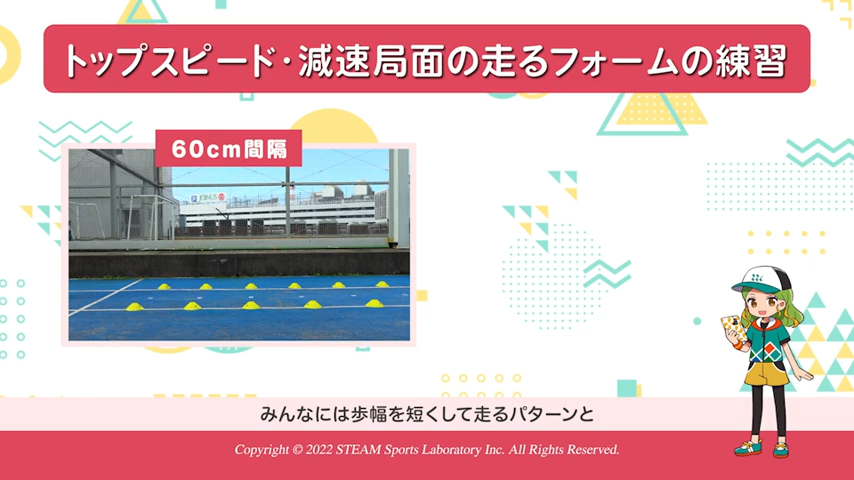 トップスピード・減速局面の走るフォームの練習
60cm間隔
JOINUS
みんなには歩幅を短くして走るパターンと
Copyright © 2022 STEAM Sports Laboratory Inc. All Rights Reserved.